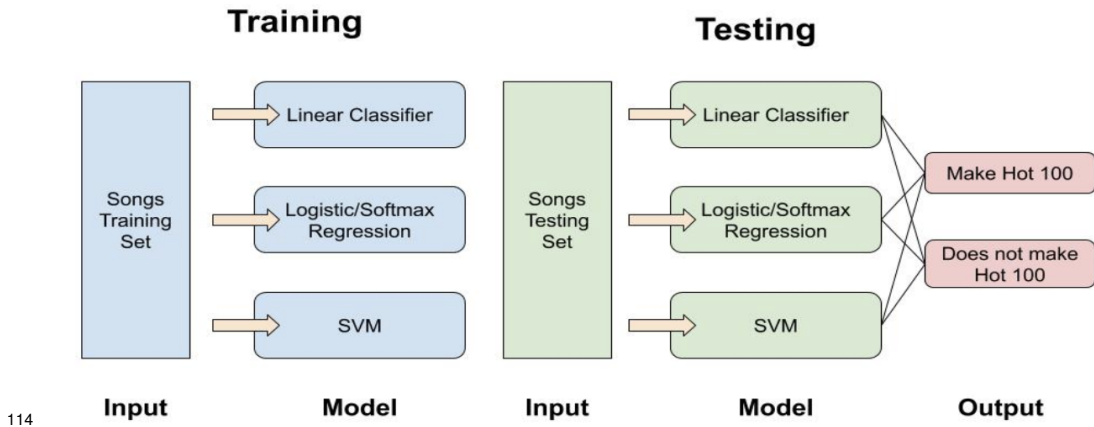 Training
Testing
Linear Classifier
Linear Classifier
Songs
Training
Set
Logistic/Softmax
Regression
Songs
Testing
Set
Logistic/Softmax
Regression
Make Hot 100
Does not make
Hot 100
SVM
SVM
Input
Model
Input
Model
Output
114